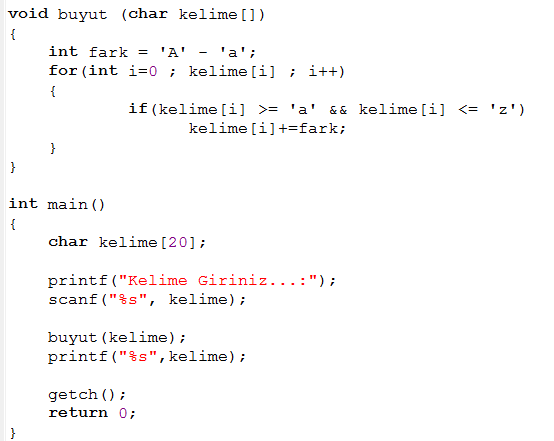 void buyut (char kelime[])
{
    int fark = 'A' - 'a';
    for(int i=0 ; kelime[i] ; i++)
    {
            if(kelime[i] >= 'a' && kelime[i] <= 'z')
                  kelime[i]+=fark;
    }
}
int main()
{
    char kelime[20];
    printf("Kelime Giriniz...:");
    scanf("%s", kelime);
    buyut(kelime);
    printf("%s",kelime);
    getch();
    return 0;
}